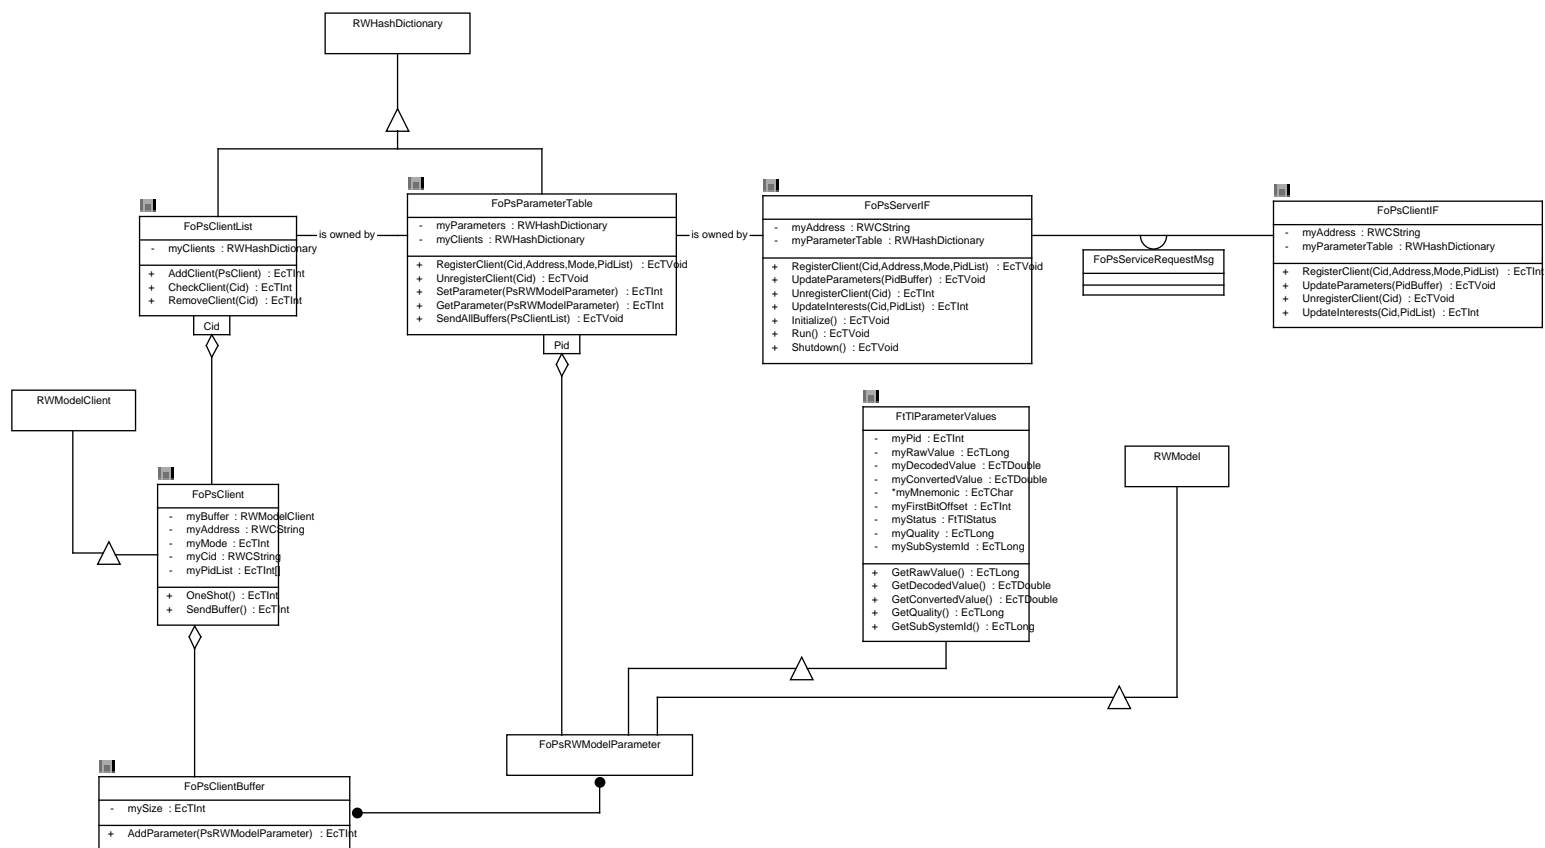 RWHashDictionary
FoPsClientList
- myClients : RWHashDictionary
+ AddClient(PsClient) : EcTInt
+ CheckClient(Cid) : EcTInt
+ RemoveClient(Cid) : EcTInt
Cid
is owned by
FoPsParameterTable
- myParameters : RWHashDictionary
- myClients : RWHashDictionary
+ RegisterClient(Cid,Address,Mode,PidList) : EcTVoid
+ UnregisterClient(Cid) : EcTVoid
+ SetParameter(PsRWModelParameter) : EcTInt
+ GetParameter(PsRWModelParameter) : EcTInt
+ SendAllBuffers(PsClientList) : EcTVoid
Pid
is owned by
FoPsServerIF
- myAddress : RWCString
- myParameterTable : RWHashDictionary
+ RegisterClient(Cid,Address,Mode,PidList) : EcTVoid
+ UpdateParameters(PidBuffer) : EcTVoid
+ UnregisterClient(Cid) : EcTInt
+ UpdateInterests(Cid,PidList) : EcTInt
+ Initialize() : EcTVoid
+ Run() : EcTVoid
+ Shutdown() : EcTVoid
FoPsServiceRequestMsg
FoPsClientIF
- myAddress : RWCString
- myParameterTable : RWHashDictionary
+ RegisterClient(Cid,Address,Mode,PidList) : EcTInt
+ UpdateParameters(PidBuffer) : EcTVoid
+ UnregisterClient(Cid) : EcTVoid
+ UpdateInterests(Cid,PidList) : EcTInt
RWModelClient
FoPsClient
- myBuffer : RWModelClient
- myAddress : RWCString
- myMode : EcTInt
- myCid : RWCString
- myPidList : EcTInt[]
+ OneShot() : EcTInt
+ SendBuffer() : EcTInt
FtTlParameterValues
- myPid : EcTInt
- myRawValue : EcTLong
- myDecodedValue : EcTDouble
- myConvertedValue : EcTDouble
- *myMnemonic : EcTChar
- myFirstBitOffset : EcTInt
- myStatus : FtTlStatus
- myQuality : EcTLong
- mySubSystemId : EcTLong
+ GetRawValue() : EcTLong
+ GetDecodedValue() : EcTDouble
+ GetConvertedValue() : EcTDouble
+ GetQuality() : EcTLong
+ GetSubSystemId() : EcTLong
RWModel
FoPsRWModelParameter
FoPsClientBuffer
- mySize : EcTInt
+ AddParameter(PsRWModelParameter) : EcTInt